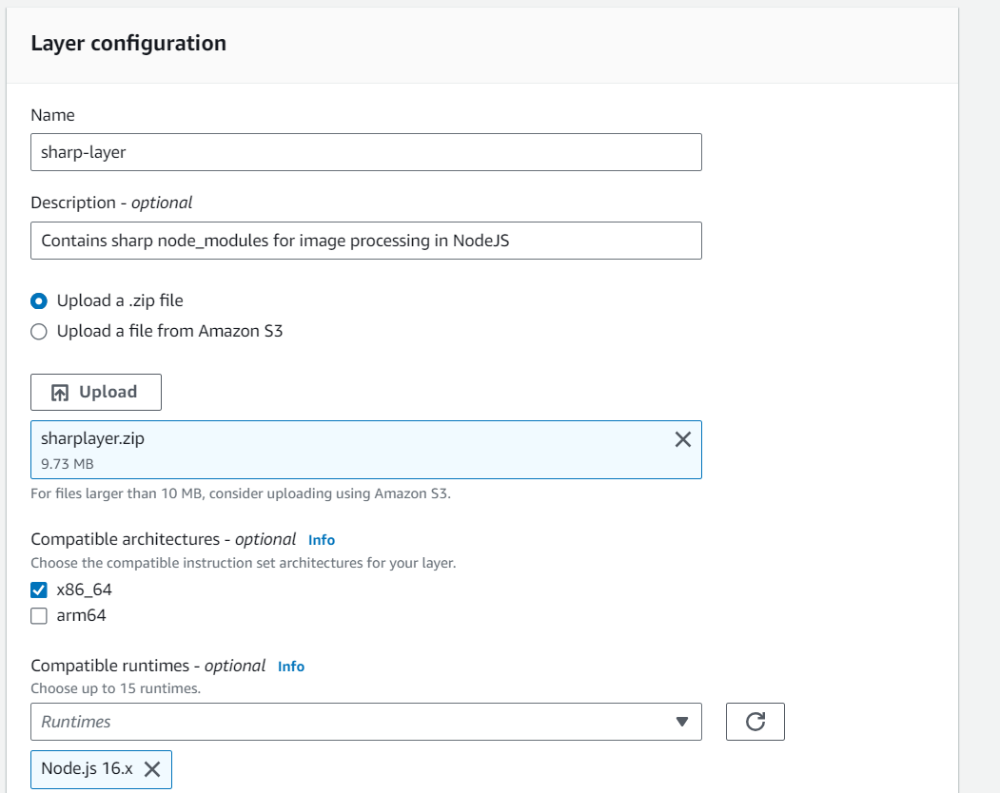 Layer configuration
Name
sharp-layer
Description - optional
Contains sharp node_modules for image processing in NodeJS
Upload a .zip file
Upload a file from Amazon S3
Upload
sharplayer.zip
9.73 MB
For files larger than 10 MB, consider uploading using Amazon S3.
Compatible architectures - optional Info
Choose the compatible instruction set architectures for your layer.
x86_64
arm64
Compatible runtimes - optional Info
Choose up to 15 runtimes.
Runtimes
Node.js 16.x